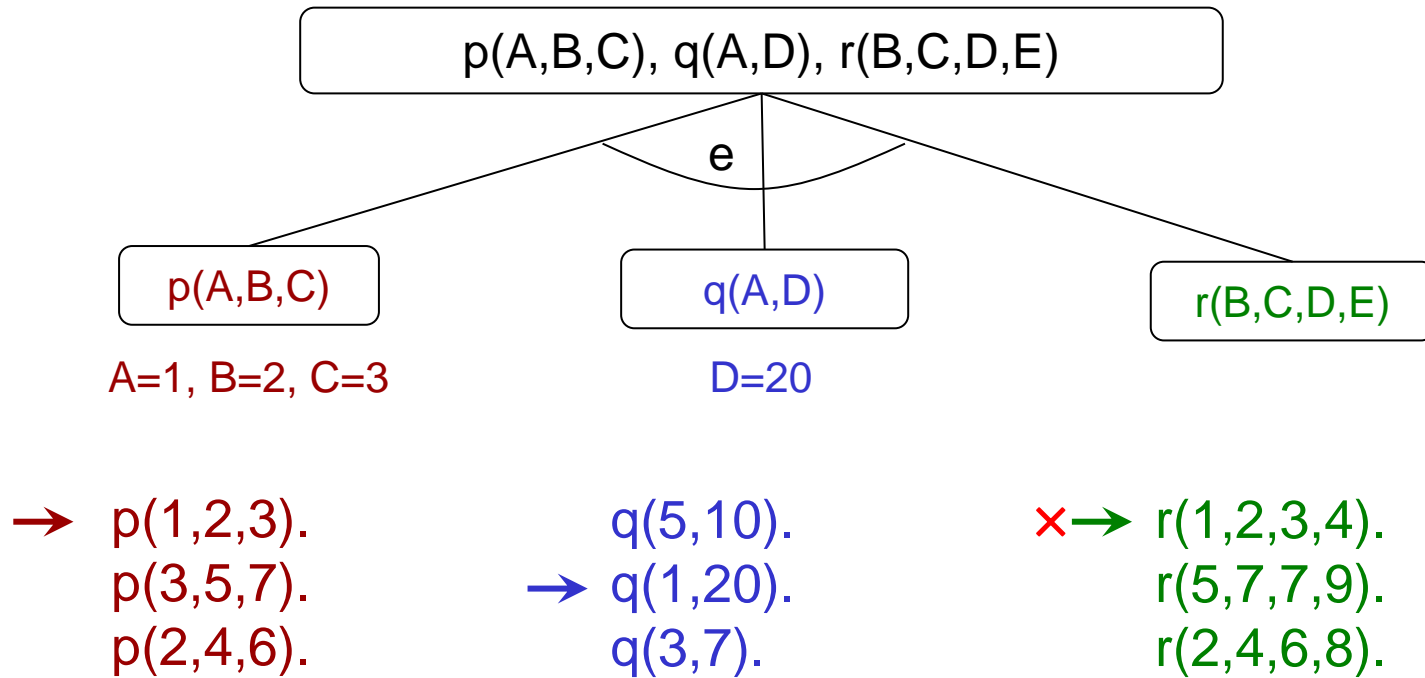 p(A,B,C), q(A,D), r(B,C,D,E)
e
p(A,B,C)
q(A,D)
r(B,C,D,E)
A=1, B=2, C=3
D=20
p(1,2,3).
p(3,5,7).
p(2,4,6).
q(5,10).
q(1,20).
q(3,7).
r(1,2,3,4).
r(5,7,7,9).
r(2,4,6,8).